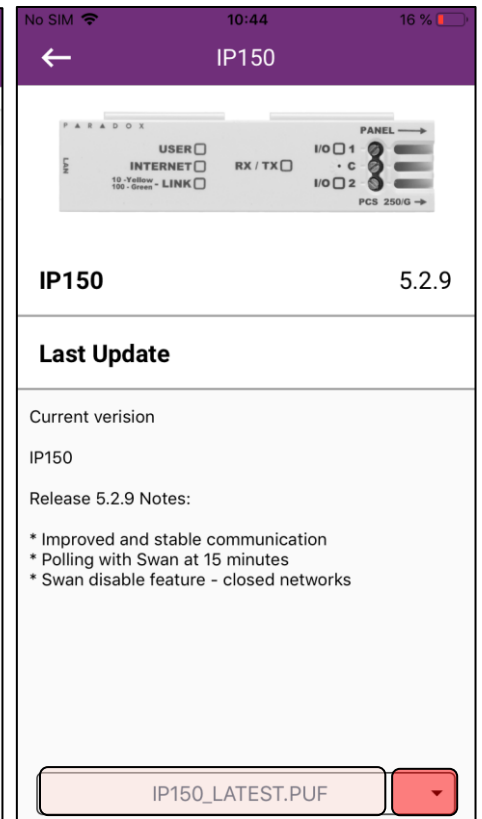 No SIM 10:44 16 %
IP150
PARADOX
LAN
USER
INTERNET
10 -Yellow
100 - Green - LINK
RX / TX
PANEL
I/O 1
· C
I/O 2
PCS 250/G
IP150 5.2.9
Last Update
Current verision
IP150
Release 5.2.9 Notes:
* Improved and stable communication
* Polling with Swan at 15 minutes
* Swan disable feature - closed networks
IP150_LATEST.PUF